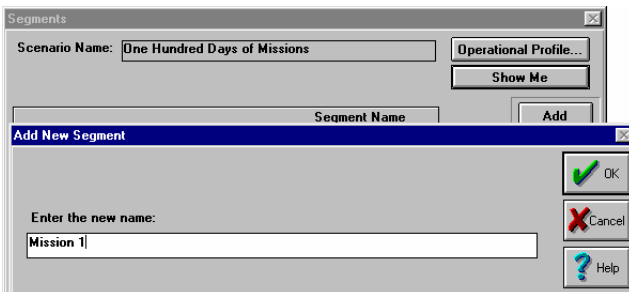 Segments
Scenario Name: One Hundred Days of Missions
Operational Profile...
Show Me
Segment Name
Add
Add New Segment
OK
Enter the new name:
Cancel
Mission 1
Help